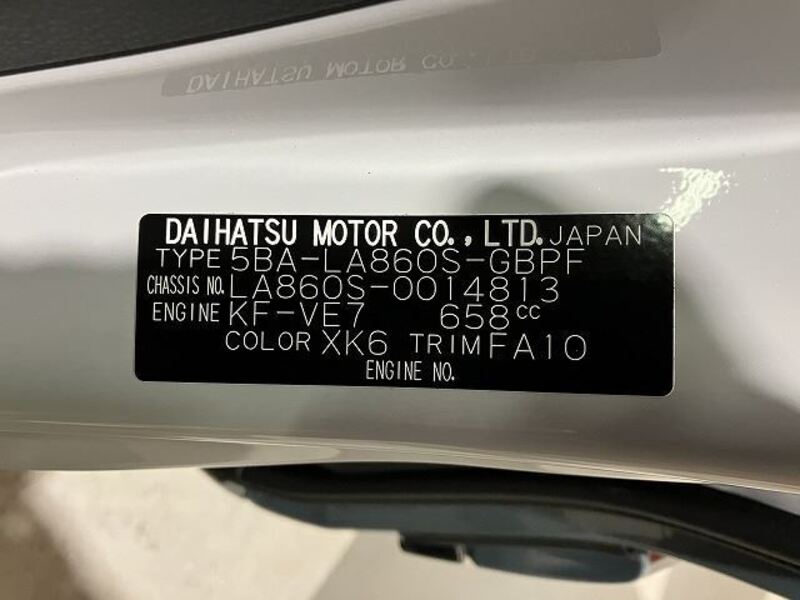 DAIHATSU MOTOR CO., LTD. JAPAN
TYPE 5BA-LA860S-GBPF
CHASSIS NO. LA860S-0014813
ENGINE KF-VE7 658cc
COLOR XK6 TRIM FA10
ENGINE NO.